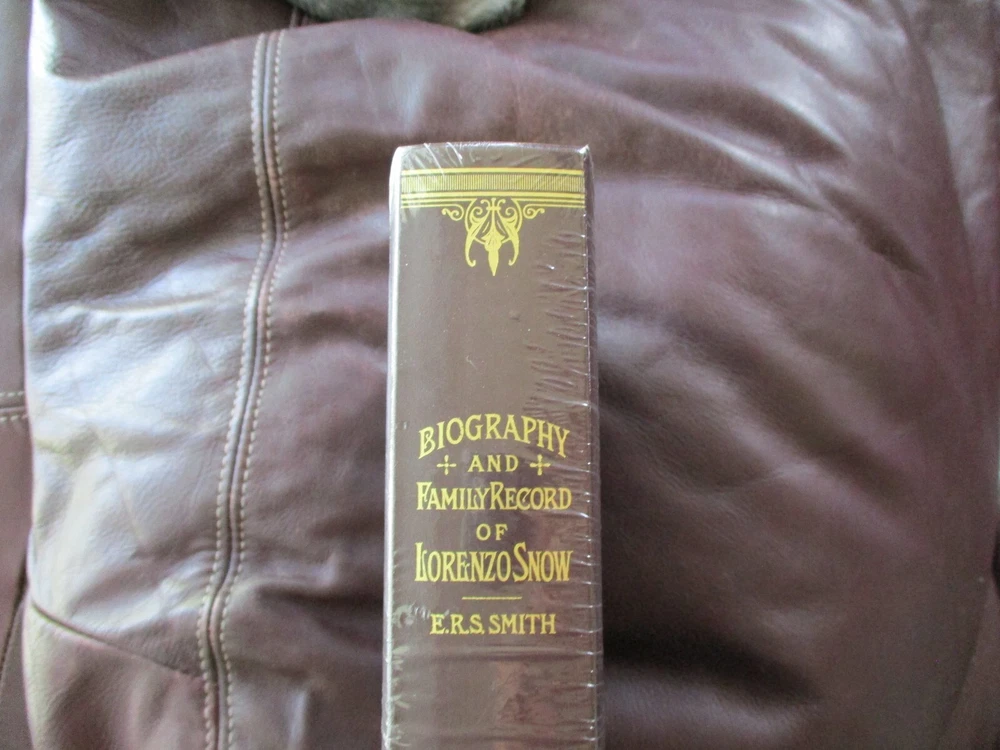 BIOGRAPHY
AND
FAMILY RECORD
OF
LORENZO SNOW
E.R.S. SMITH